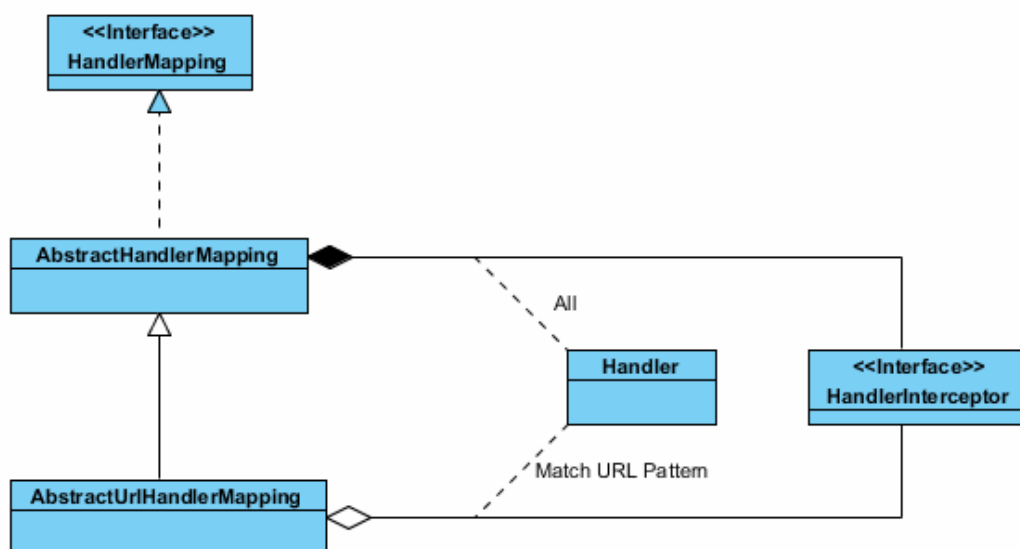 <<Interface>>
HandlerMapping
AbstractHandlerMapping
All
Handler
<<Interface>>
HandlerInterceptor
Match URL Pattern
AbstractUrlHandlerMapping